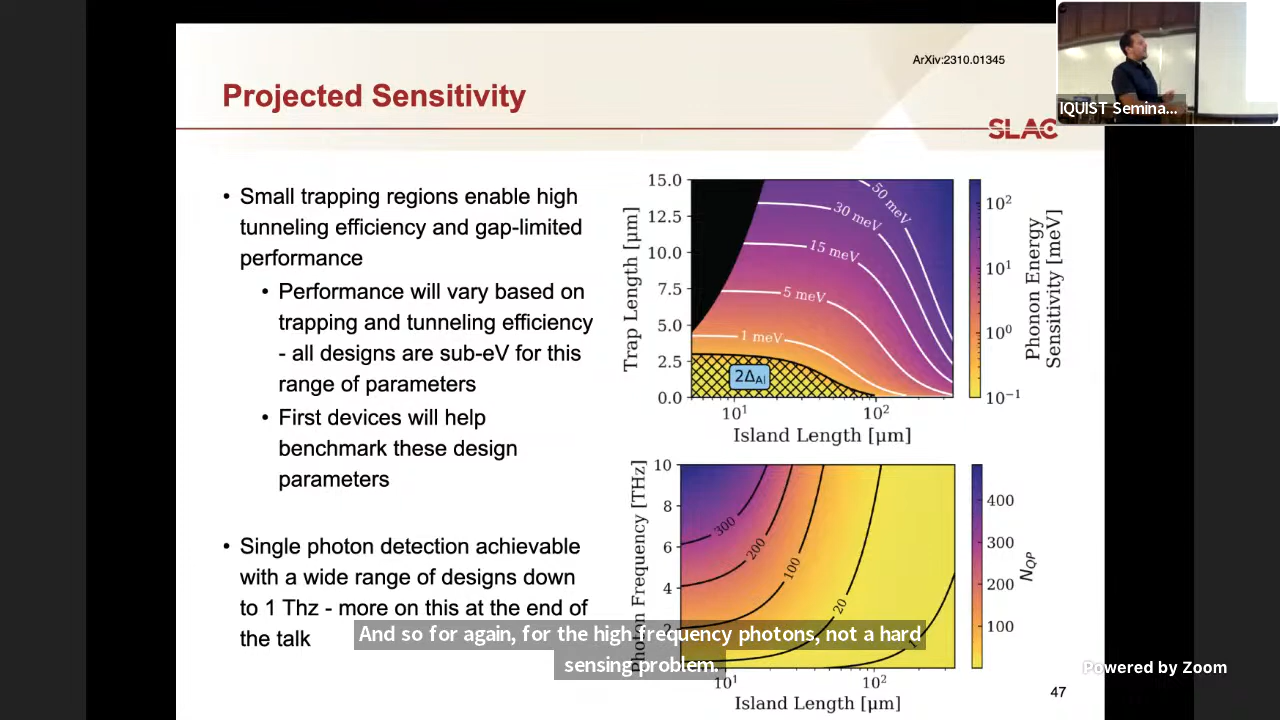 ArXiv:2310.01345
IQUIST Semina...
Projected Sensitivity
SLAC
• Small trapping regions enable high
tunneling efficiency and gap-limited
performance
• Performance will vary based on
trapping and tunneling efficiency
- all designs are sub-eV for this
range of parameters
• First devices will help
benchmark these design
parameters
• Single photon detection achievable
with a wide range of designs down
to 1 Thz - more on this at the end of
the talk
Trap Length [μm]
15.0
12.5
10.0
7.5
5.0
2.5
0.0
50 meV
30 meV
15 meV
5 meV
1 meV
2Δ_Al
10¹
10²
Island Length [μm]
10²
10¹
10⁰
10⁻¹
Phonon Energy
Sensitivity [meV]
Photon Frequency [THz]
10
8
6
4
2
300
200
100
20
1
10¹
10²
Island Length [μm]
400
300
200
100
N_QP
And so for again, for the high frequency photons, not a hard
sensing problem.
Powered by Zoom
47